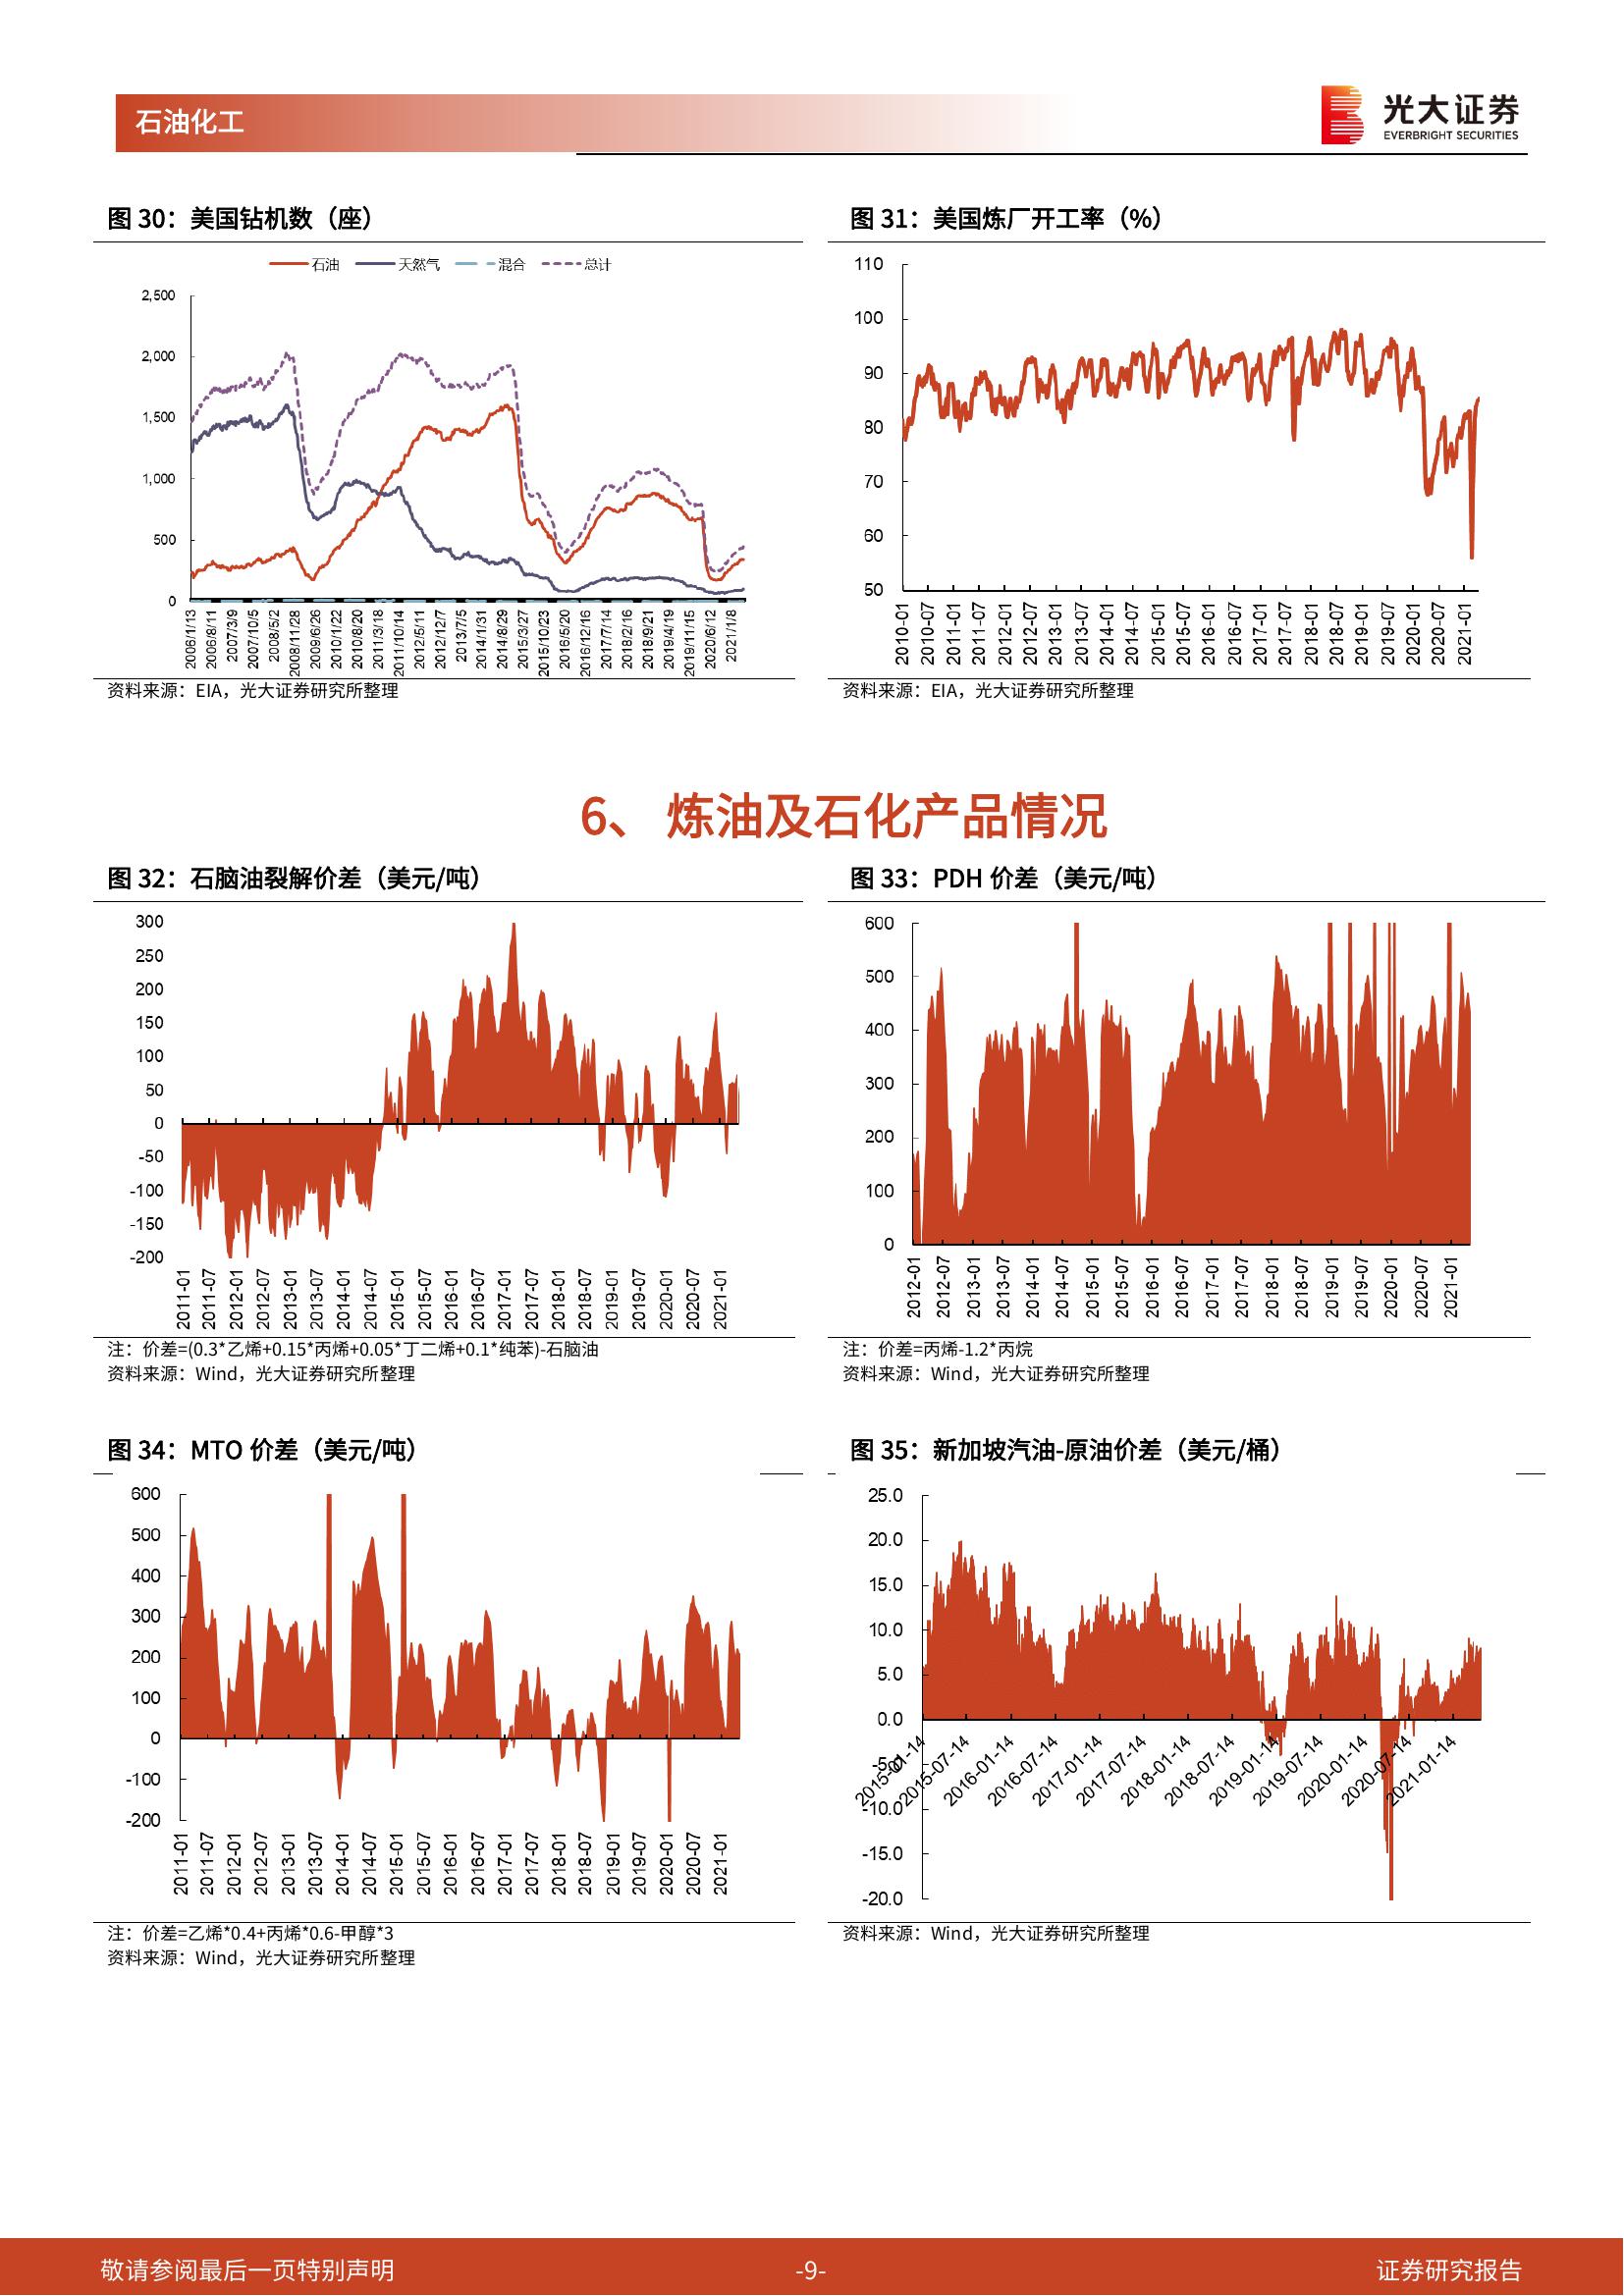 石油化工
光大证券
EVERBRIGHT SECURITIES
图 30：美国钻机数（座）
石油 天然气 混合 总计
2,500
2,000
1,500
1,000
500
0
2006/1/13 2006/8/11 2007/3/9 2007/10/5 2008/5/2 2008/11/28 2009/6/26 2010/1/22 2010/8/20 2011/3/18 2011/10/14 2012/5/11 2012/12/7 2013/7/5 2014/1/31 2014/8/29 2015/3/27 2015/10/23 2016/5/20 2016/12/16 2017/7/14 2018/2/16 2018/9/21 2019/4/19 2019/11/15 2020/6/12 2021/1/8
资料来源：EIA，光大证券研究所整理
图 31：美国炼厂开工率（%）
110
100
90
80
70
60
50
2010-01 2010-07 2011-01 2011-07 2012-01 2012-07 2013-01 2013-07 2014-01 2014-07 2015-01 2015-07 2016-01 2016-07 2017-01 2017-07 2018-01 2018-07 2019-01 2019-07 2020-01 2020-07 2021-01
资料来源：EIA，光大证券研究所整理
6、 炼油及石化产品情况
图 32：石脑油裂解价差（美元/吨）
300
250
200
150
100
50
0
-50
-100
-150
-200
2011-01 2011-07 2012-01 2012-07 2013-01 2013-07 2014-01 2014-07 2015-01 2015-07 2016-01 2016-07 2017-01 2017-07 2018-01 2018-07 2019-01 2019-07 2020-01 2020-07 2021-01
注：价差=(0.3*乙烯+0.15*丙烯+0.05*丁二烯+0.1*纯苯)-石脑油
资料来源：Wind，光大证券研究所整理
图 33：PDH 价差（美元/吨）
600
500
400
300
200
100
0
2012-01 2012-07 2013-01 2013-07 2014-01 2014-07 2015-01 2015-07 2016-01 2016-07 2017-01 2017-07 2018-01 2018-07 2019-01 2019-07 2020-01 2020-07 2021-01
注：价差=丙烯-1.2*丙烷
资料来源：Wind，光大证券研究所整理
图 34：MTO 价差（美元/吨）
600
500
400
300
200
100
0
-100
-200
2011-01 2011-07 2012-01 2012-07 2013-01 2013-07 2014-01 2014-07 2015-01 2015-07 2016-01 2016-07 2017-01 2017-07 2018-01 2018-07 2019-01 2019-07 2020-01 2020-07 2021-01
注：价差=乙烯*0.4+丙烯*0.6-甲醇*3
资料来源：Wind，光大证券研究所整理
图 35：新加坡汽油-原油价差（美元/桶）
25.0
20.0
15.0
10.0
5.0
0.0
-5.0
-10.0
-15.0
-20.0
2015-01-14 2015-07-14 2016-01-14 2016-07-14 2017-01-14 2017-07-14 2018-01-14 2018-07-14 2019-01-14 2019-07-14 2020-01-14 2020-07-14 2021-01-14
资料来源：Wind，光大证券研究所整理
敬请参阅最后一页特别声明
-9-
证券研究报告